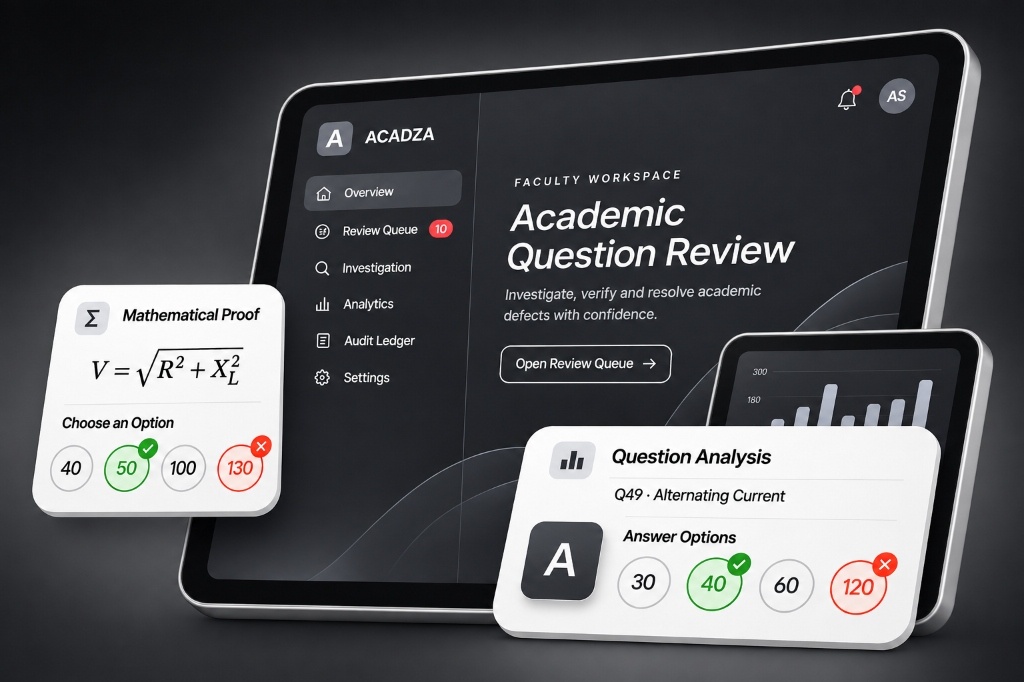 A ACADZA
AS
Overview
Review Queue 10
Investigation
Analytics
Audit Ledger
Settings
FACULTY WORKSPACE
Academic
Question Review
Investigate, verify and resolve academic
defects with confidence.
Open Review Queue →
Σ Mathematical Proof
V = √(R² + X_L²)
Choose an Option
40 50 100 130
300
180
Question Analysis
Q49 · Alternating Current
A
Answer Options
30 40 60 120